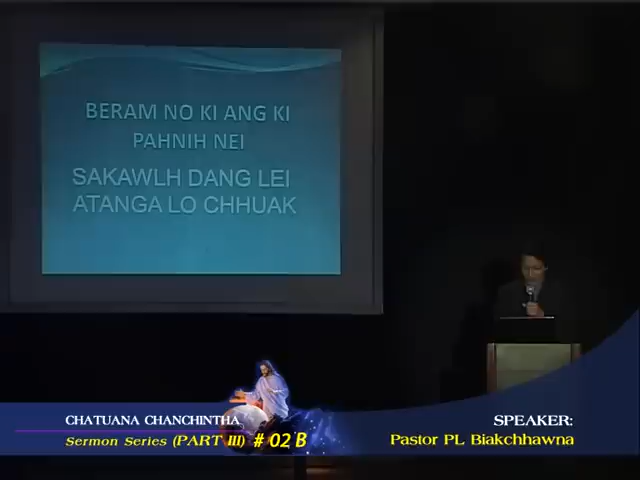 BERAM NO KI ANG KI
PAHNIH NEI
SAKAWLH DANG LEI
ATANGA LO CHHUAK
CHATUANA CHANCHINTHA
Sermon Series (PART III) # 02 B
SPEAKER:
Pastor PL Biakchhawna